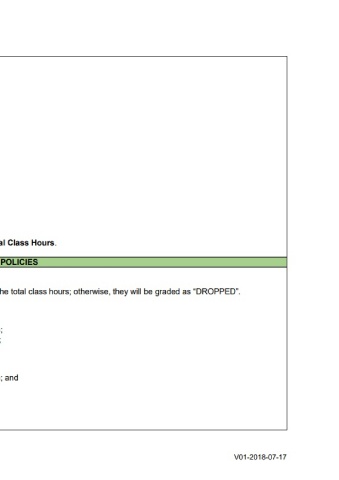 al Class Hours.
POLICIES
he total class hours; otherwise, they will be graded as “DROPPED”.
;
;
; and
V01-2018-07-17